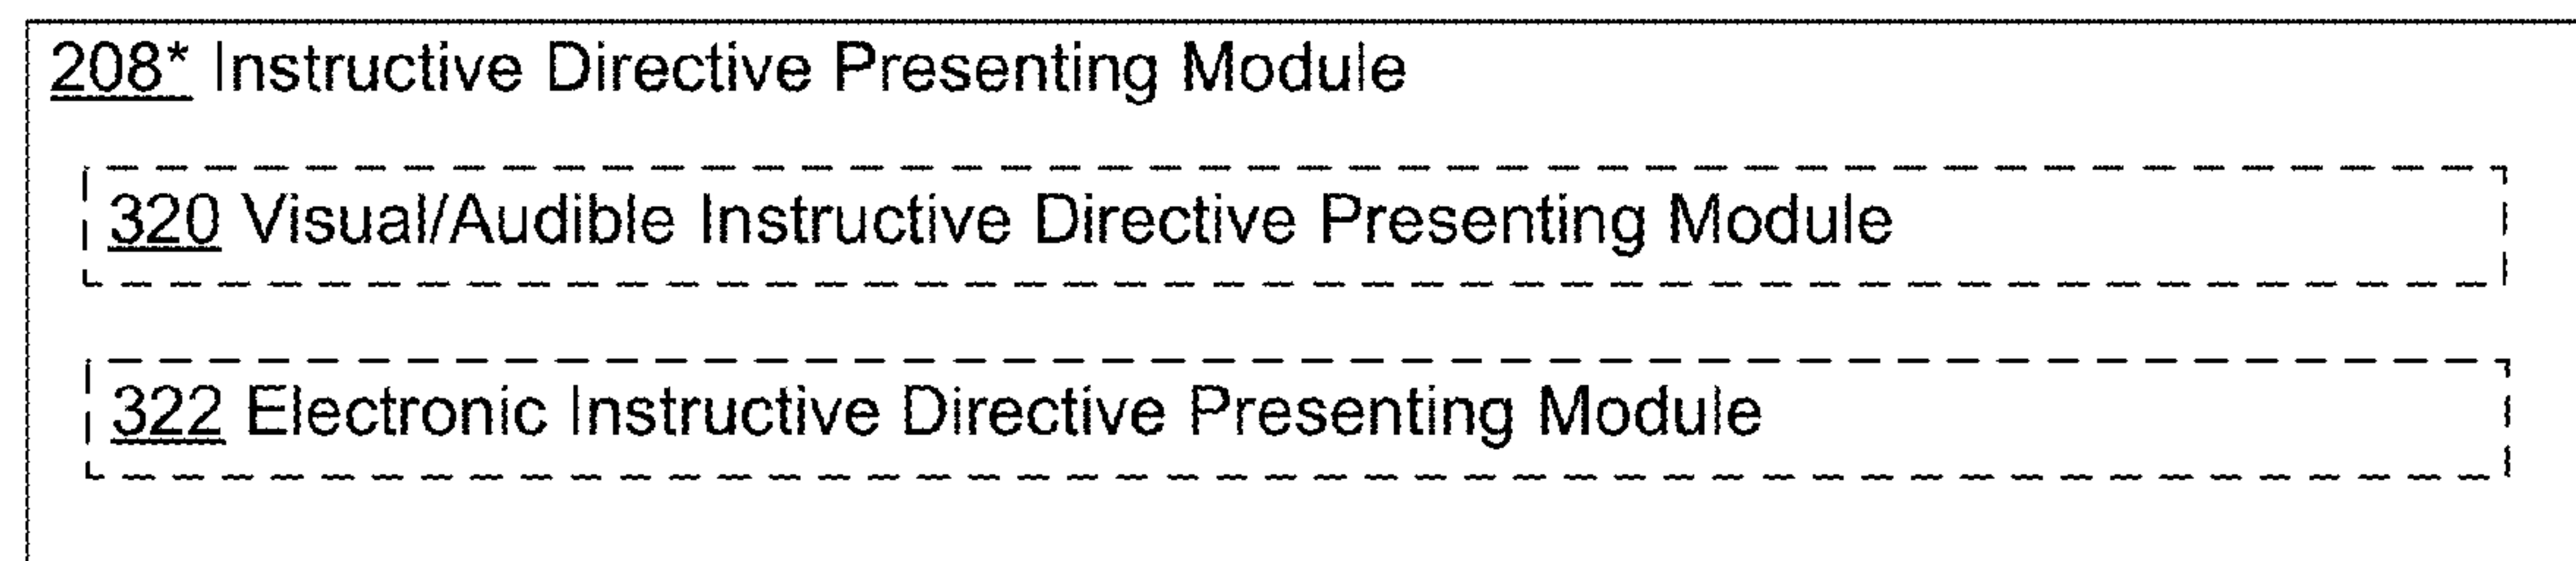 208* Instructive Directive Presenting Module
320 Visual/Audible Instructive Directive Presenting Module
322 Electronic Instructive Directive Presenting Module